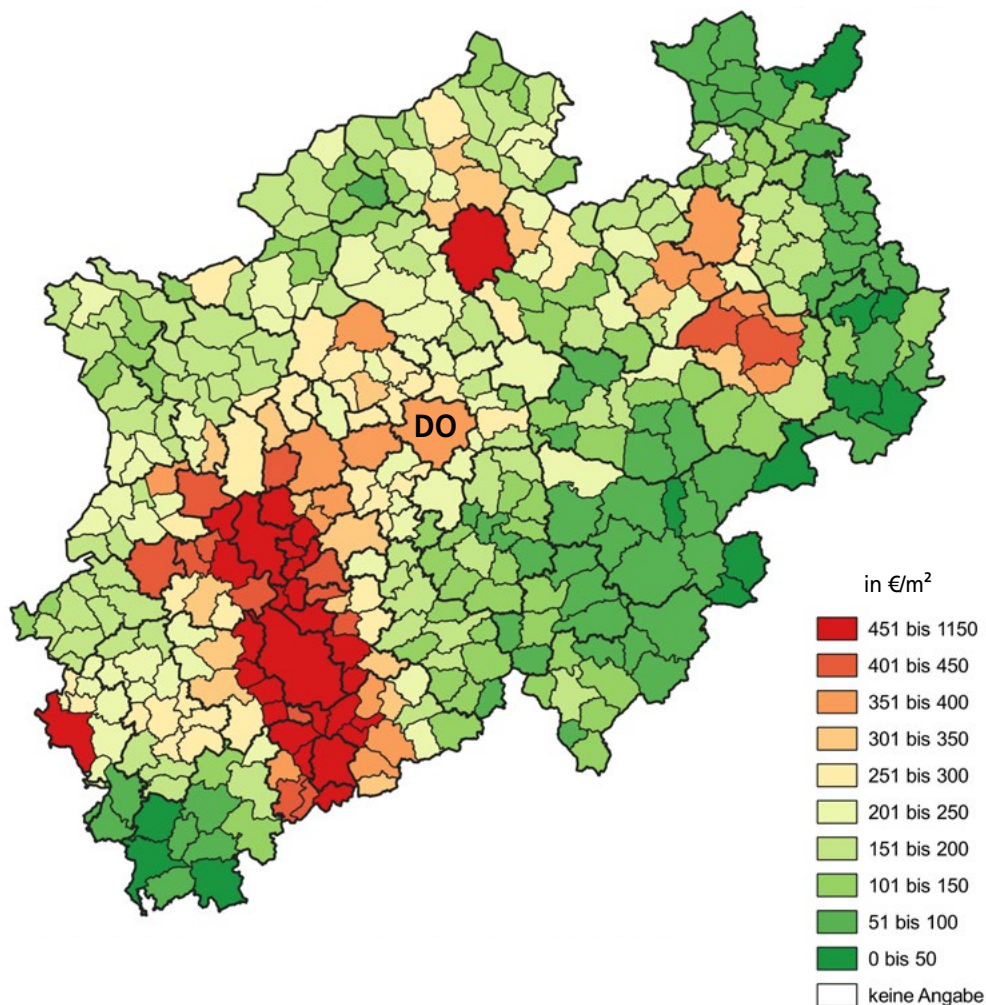 DO
in €/m²
451 bis 1150
401 bis 450
351 bis 400
301 bis 350
251 bis 300
201 bis 250
151 bis 200
101 bis 150
51 bis 100
0 bis 50
keine Angabe